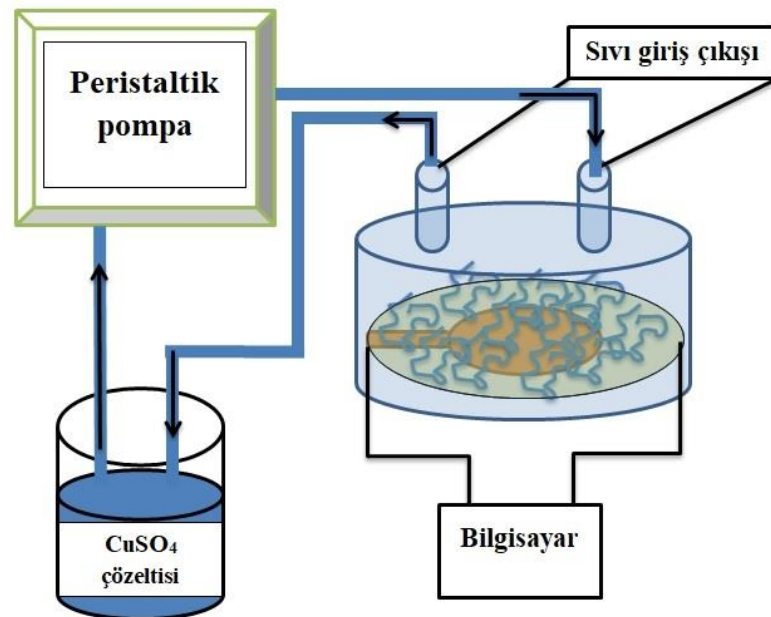 Peristaltik
pompa
Sıvı giriş çıkışı
CuSO₄
çözeltisi
Bilgisayar